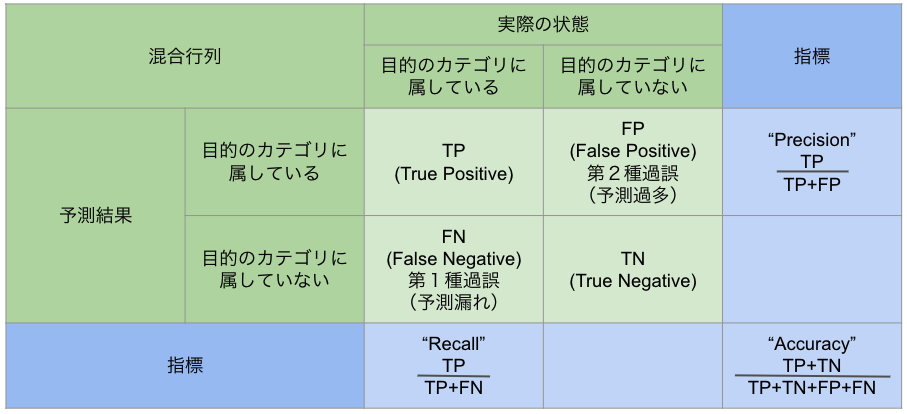 混合行列
実際の状態
指標
目的のカテゴリに
属している
目的のカテゴリに
属していない
予測結果
目的のカテゴリに
属している
TP
(True Positive)
FP
(False Positive)
第２種過誤
（予測過多）
“Precision”
TP
TP+FP
目的のカテゴリに
属していない
FN
(False Negative)
第１種過誤
（予測漏れ）
TN
(True Negative)
指標
“Recall”
TP
TP+FN
“Accuracy”
TP+TN
TP+TN+FP+FN